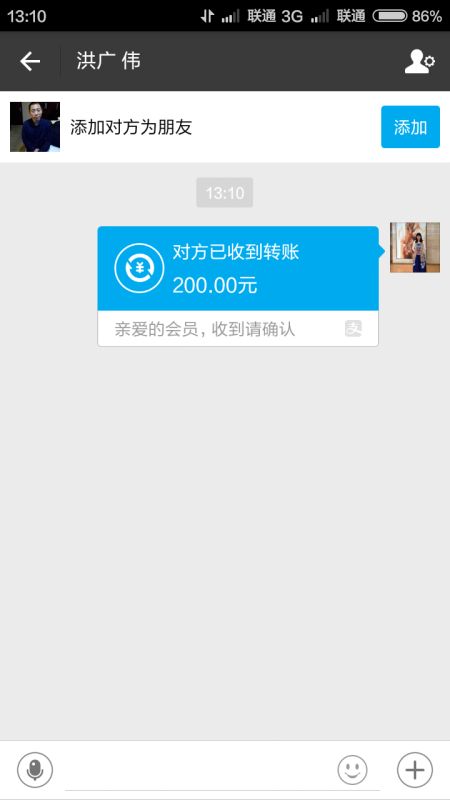 13:10 联通 3G 联通 86%
洪广 伟
添加对方为朋友 添加
13:10
对方已收到转账
200.00元
亲爱的会员，收到请确认 支